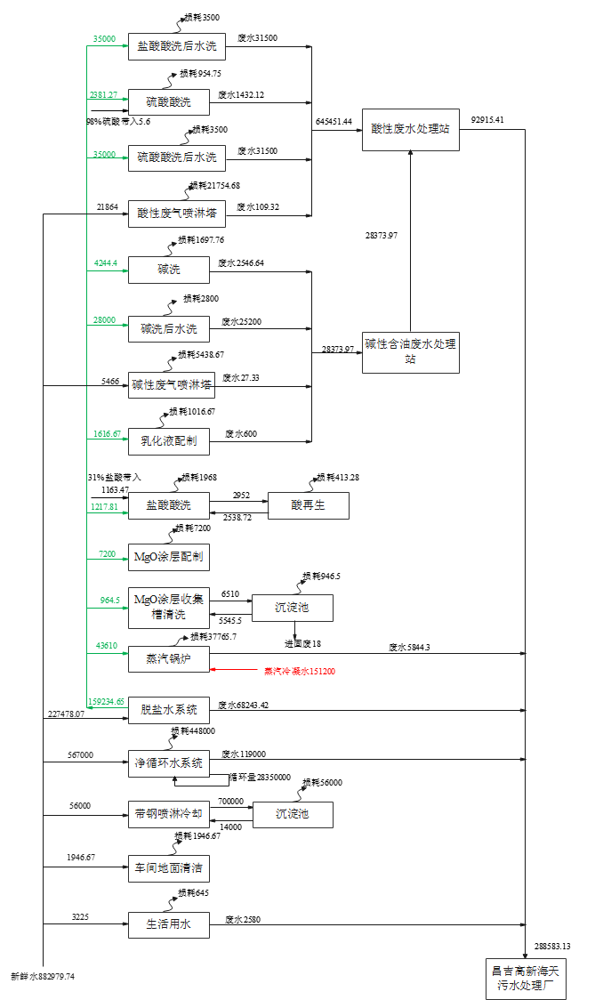 损耗3500
35000
盐酸酸洗后水洗
废水31500
损耗954.75
2381.27
硫酸酸洗
废水1432.12
98%硫酸带入5.6
645451.44
酸性废水处理站
92915.41
损耗3500
35000
硫酸酸洗后水洗
废水31500
损耗21754.68
21864
酸性废气喷淋塔
废水109.32
28373.97
损耗1697.76
4244.4
碱洗
废水2546.64
损耗2800
28000
碱洗后水洗
废水25200
28373.97
碱性含油废水处理
站
损耗5438.67
5466
碱性废气喷淋塔
废水27.33
损耗1016.67
1616.67
乳化液配制
废水600
31%盐酸带入
1163.47
损耗1968
1217.81
盐酸酸洗
2952
2538.72
损耗413.28
酸再生
损耗7200
7200
MgO涂层配制
损耗946.5
964.5
MgO涂层收集
槽清洗
6510
5545.5
沉淀池
进固废18
损耗37765.7
43610
蒸汽锅炉
废水5844.3
蒸汽冷凝水151200
159234.65
227478.07
脱盐水系统
废水68243.42
损耗448000
567000
净循环水系统
废水119000
循环量28350000
损耗56000
56000
带钢喷淋冷却
700000
14000
沉淀池
损耗1946.67
1946.67
车间地面清洁
损耗645
3225
生活用水
废水2580
288583.13
新鲜水882979.74
昌吉高新海天
污水处理厂